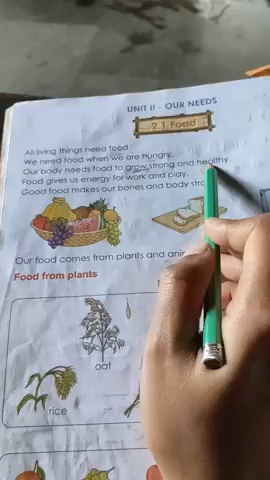 UNIT II - OUR NEEDS
2.1 Food
All living things need food.
We need food when we are hungry.
Our body needs food to grow strong and healthy.
Food gives us energy for work and play.
Good food makes our bones and body
Our food comes from plants and
Food from plants
oat
rice